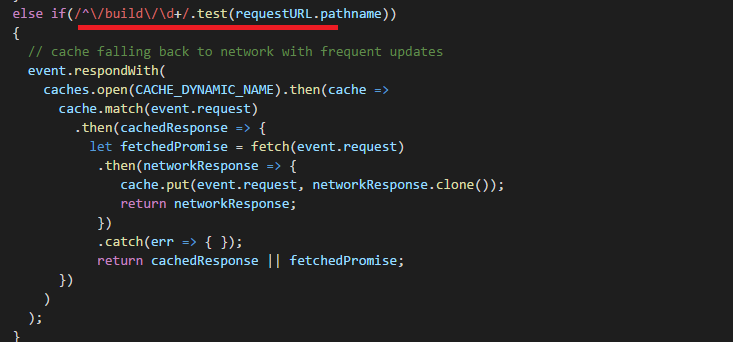 }
else if(/^\/build\/\d+/.test(requestURL.pathname))
{
  // cache falling back to network with frequent updates
  event.respondWith(
    caches.open(CACHE_DYNAMIC_NAME).then(cache =>
      cache.match(event.request)
        .then(cachedResponse => {
          let fetchedPromise = fetch(event.request)
           .then(networkResponse => {
              cache.put(event.request, networkResponse.clone());
              return networkResponse;
           })
           .catch(err => { });
           return cachedResponse || fetchedPromise;
      })
    )
  );
}